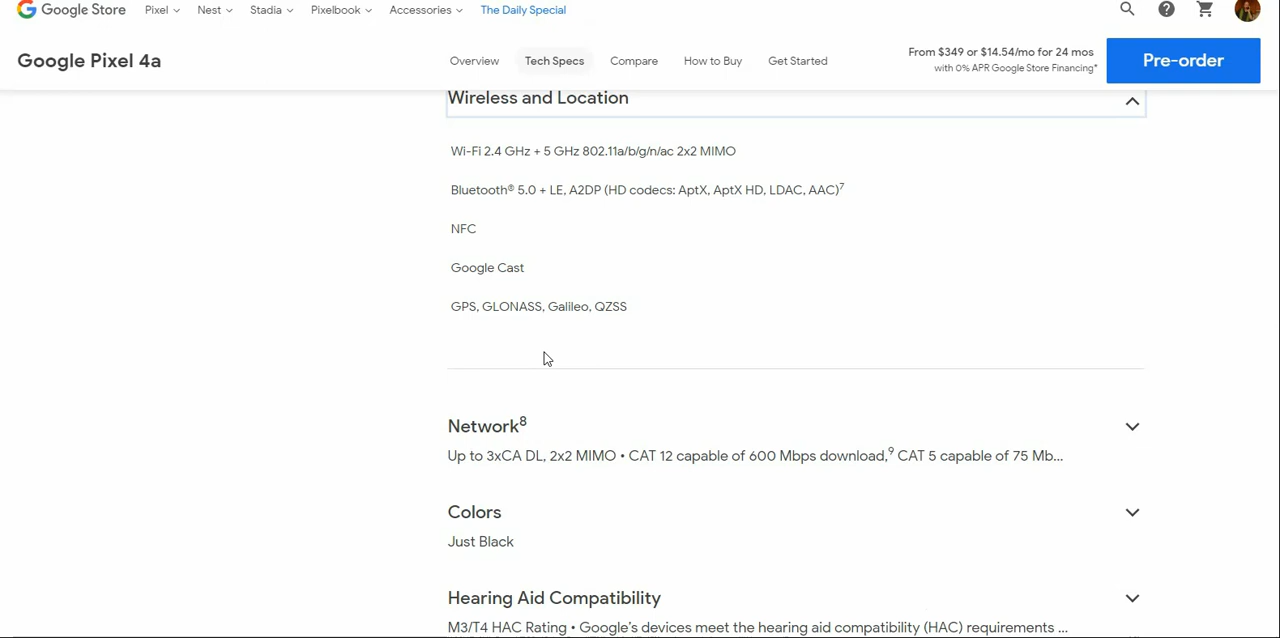 Google Store Pixel Nest Stadia Pixelbook Accessories The Daily Special
Google Pixel 4a
Overview Tech Specs Compare How to Buy Get Started
From $349 or $14.54/mo for 24 mos
with 0% APR Google Store Financing*
Pre-order
Wireless and Location
Wi-Fi 2.4 GHz + 5 GHz 802.11a/b/g/n/ac 2x2 MIMO
Bluetooth® 5.0 + LE, A2DP (HD codecs: AptX, AptX HD, LDAC, AAC)⁷
NFC
Google Cast
GPS, GLONASS, Galileo, QZSS
Network⁸
Up to 3xCA DL, 2x2 MIMO • CAT 12 capable of 600 Mbps download,⁹ CAT 5 capable of 75 Mb...
Colors
Just Black
Hearing Aid Compatibility
M3/T4 HAC Rating • Google's devices meet the hearing aid compatibility (HAC) requirements ...